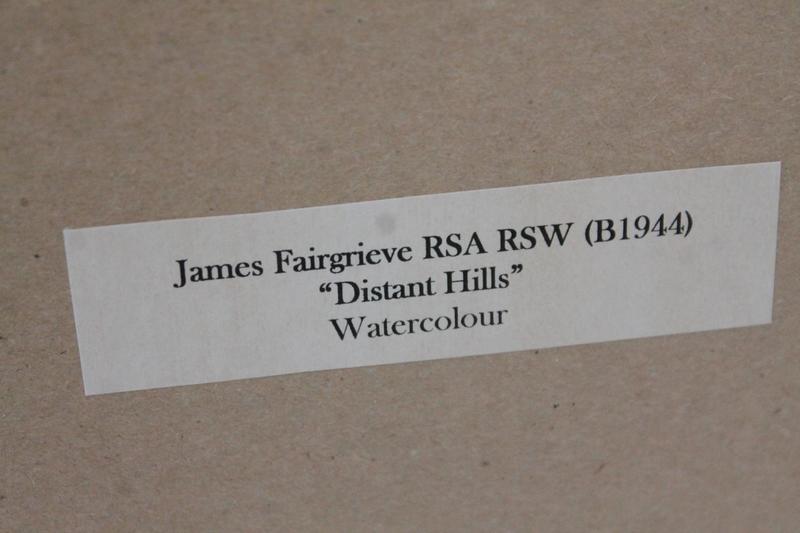 James Fairgrieve RSA RSW (B1944)
“Distant Hills”
Watercolour